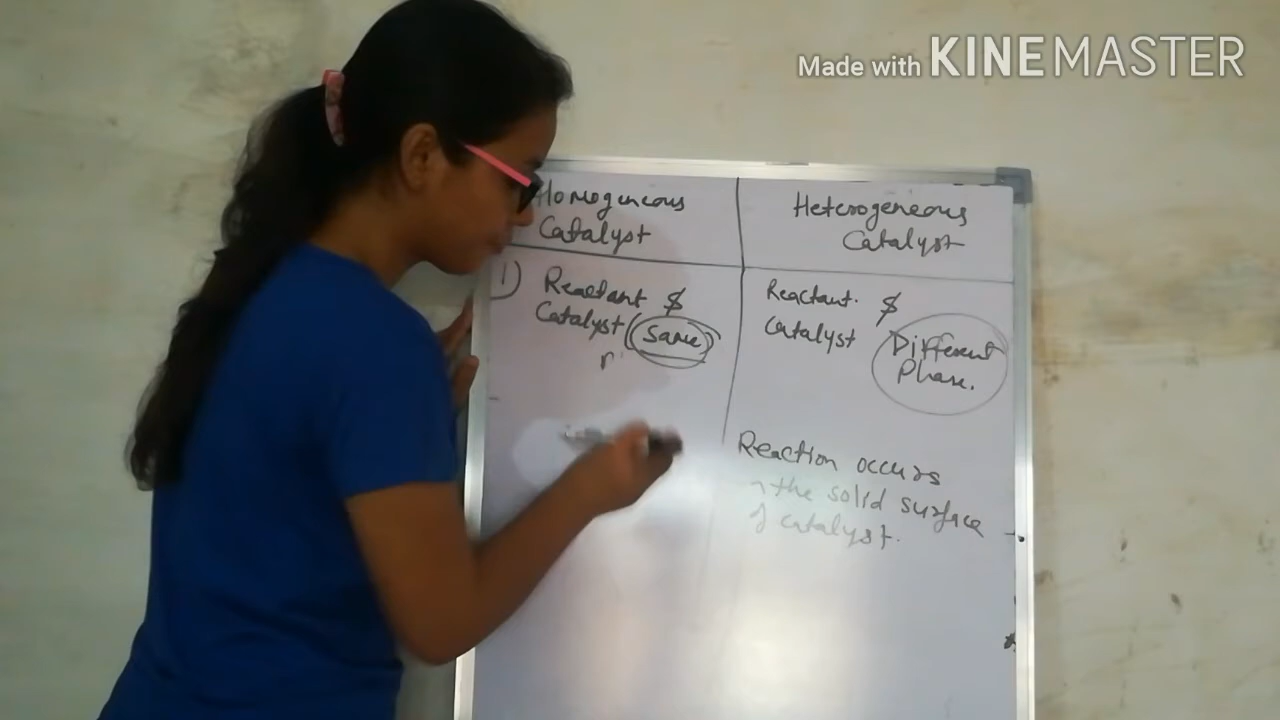 Made with KINEMASTER
Homogeneous
Catalyst
Heterogeneous
Catalyst
1) Reactant &
Catalyst (Same)
Reactant. &
Catalyst
Different
Phase.
Reaction occurs
the solid surface
of catalyst.